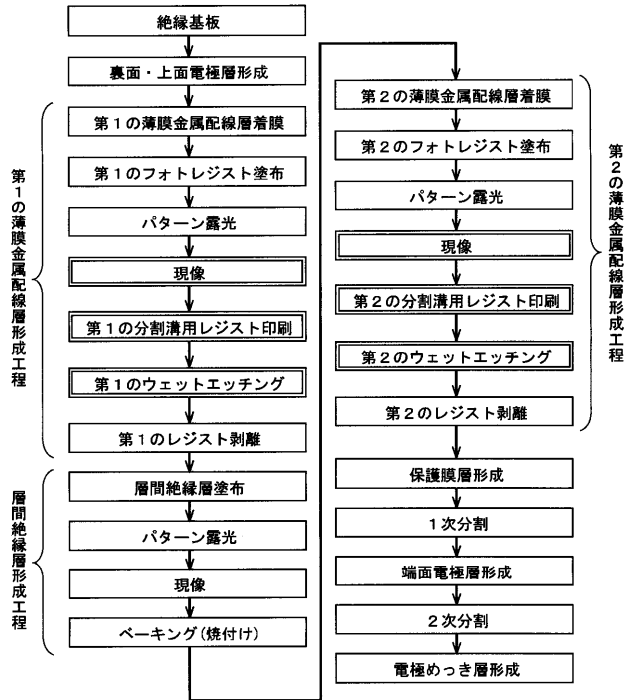 絶縁基板
裏面・上面電極層形成
第１の薄膜金属配線層形成工程
第１の薄膜金属配線層着膜
第１のフォトレジスト塗布
パターン露光
現像
第１の分割溝用レジスト印刷
第１のウェットエッチング
第１のレジスト剥離
層間絶縁層形成工程
層間絶縁層塗布
パターン露光
現像
ベーキング(焼付け)
第２の薄膜金属配線層形成工程
第２の薄膜金属配線層着膜
第２のフォトレジスト塗布
パターン露光
現像
第２の分割溝用レジスト印刷
第２のウェットエッチング
第２のレジスト剥離
保護膜層形成
１次分割
端面電極層形成
２次分割
電極めっき層形成